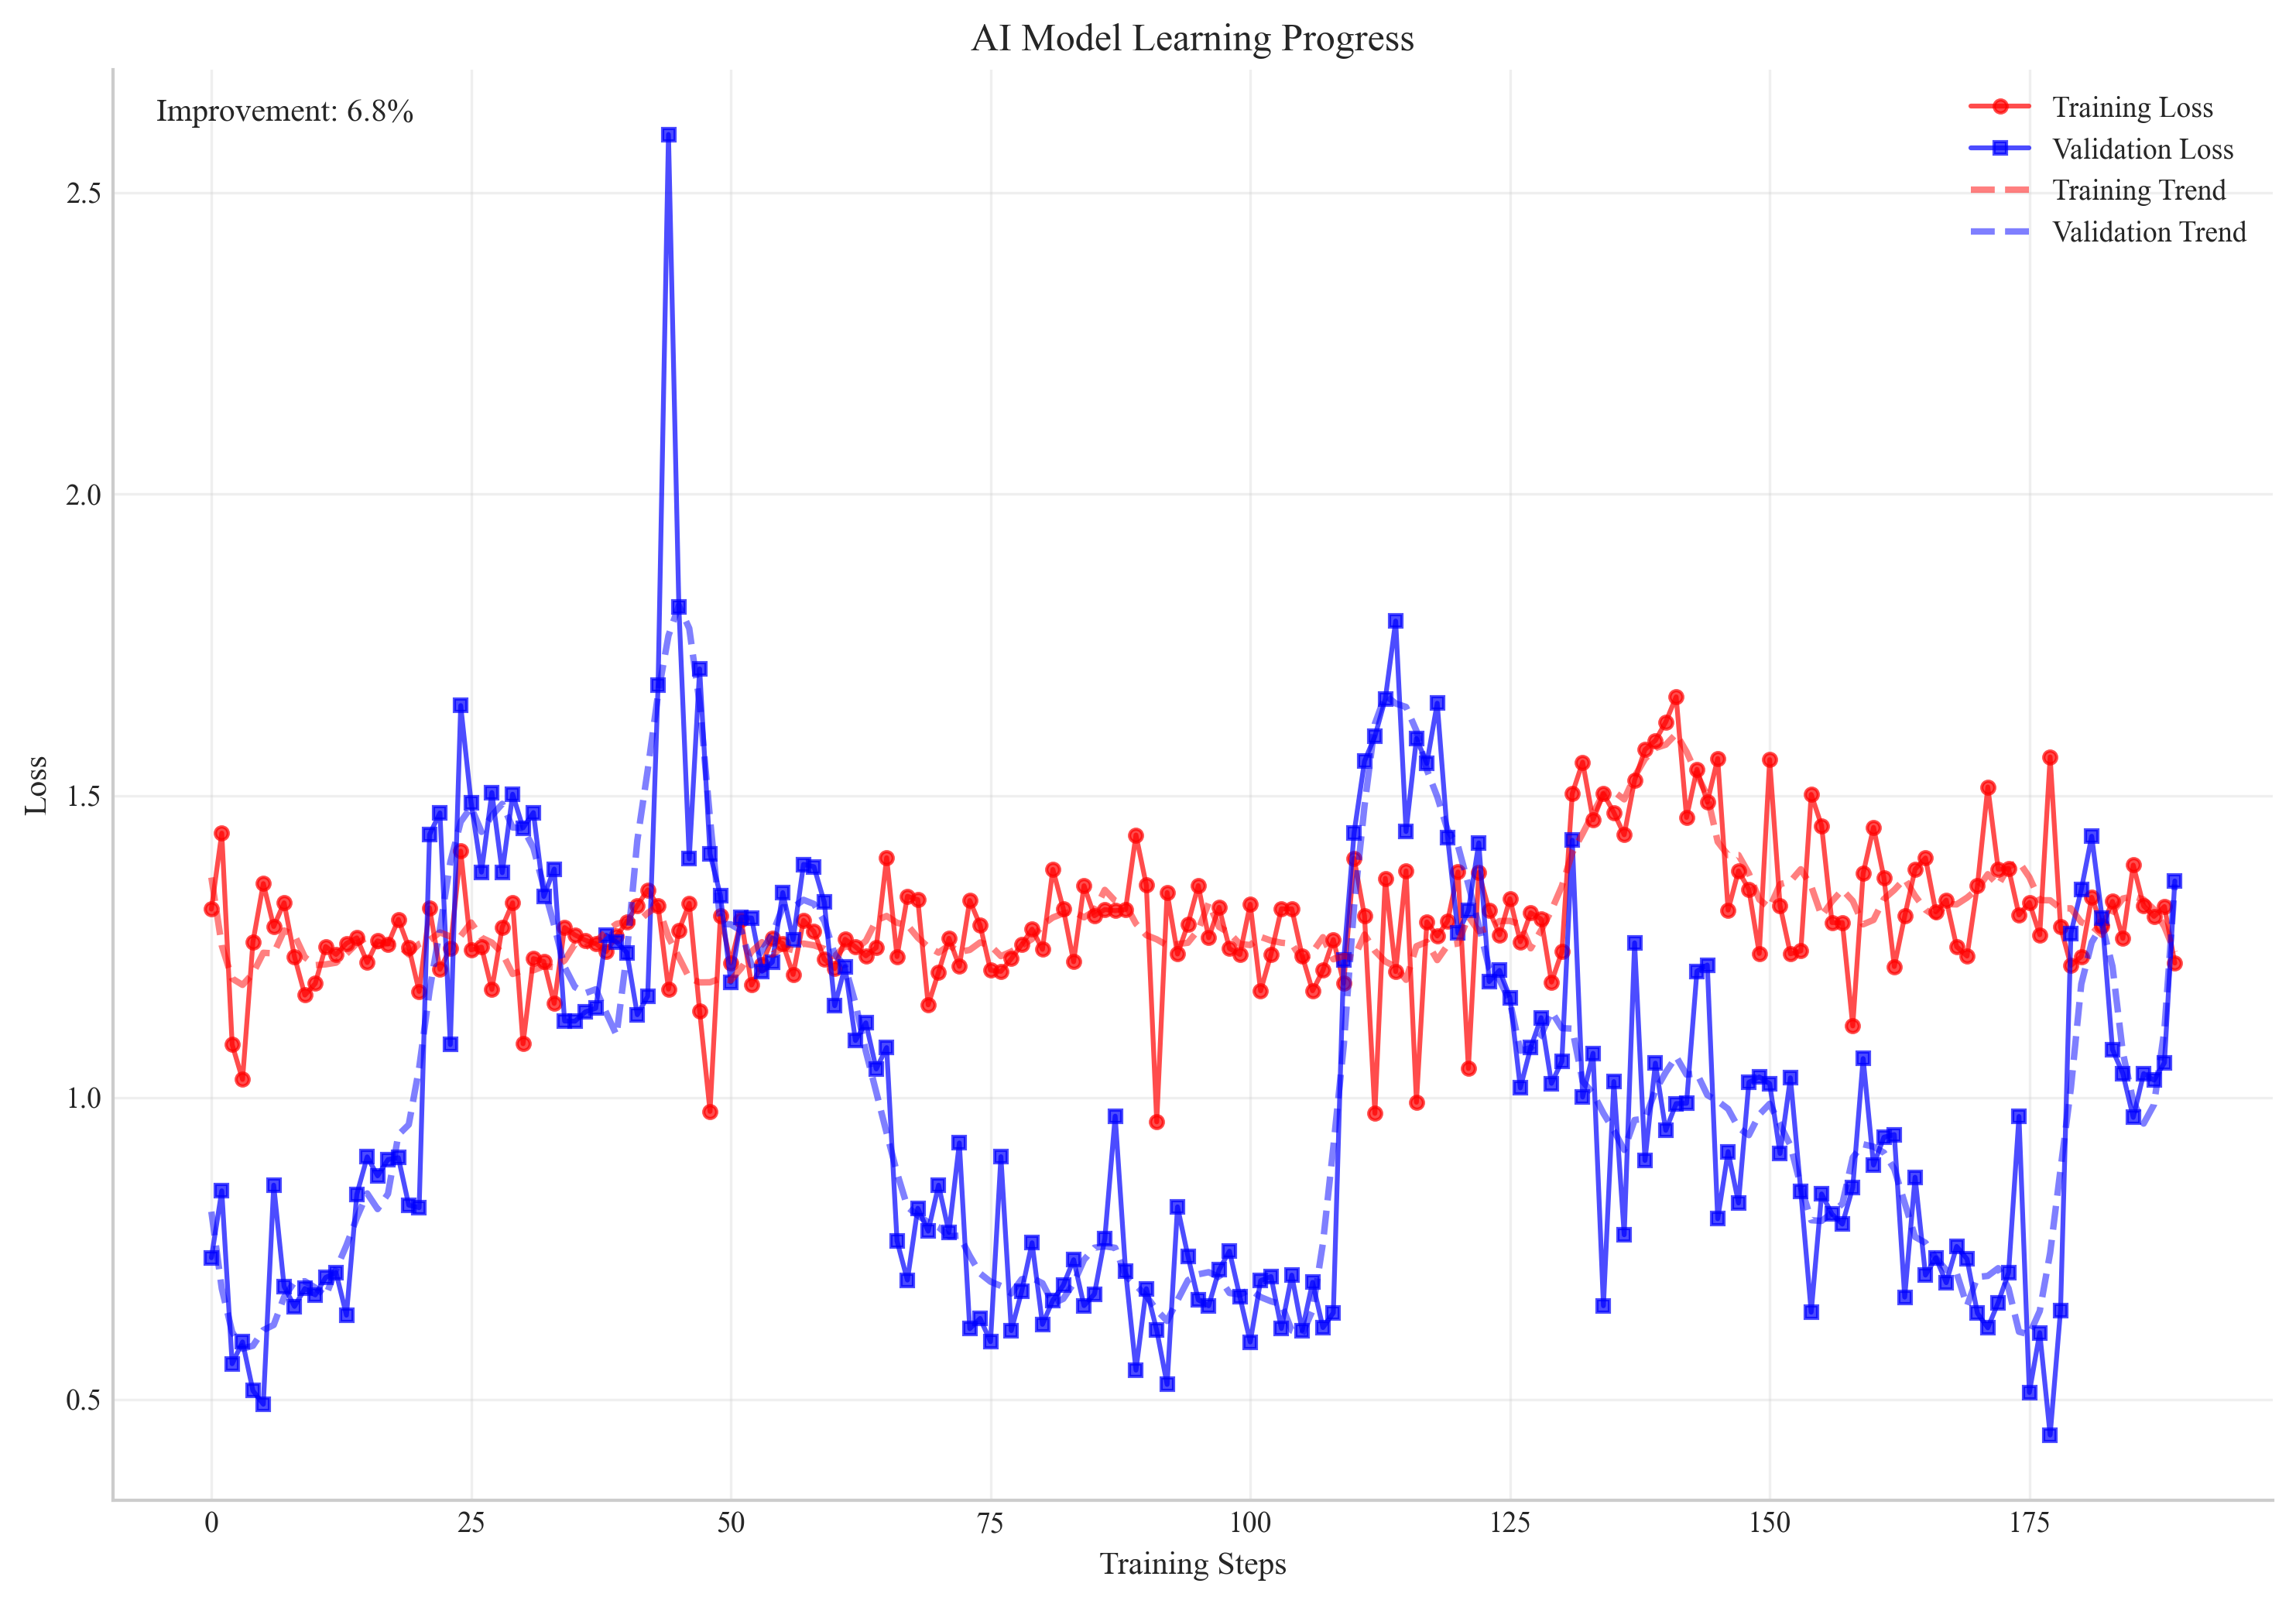 AI Model Learning Progress
Improvement: 6.8%
Training Loss
Validation Loss
Training Trend
Validation Trend
Loss
2.5
2.0
1.5
1.0
0.5
0 25 50 75 100 125 150 175
Training Steps